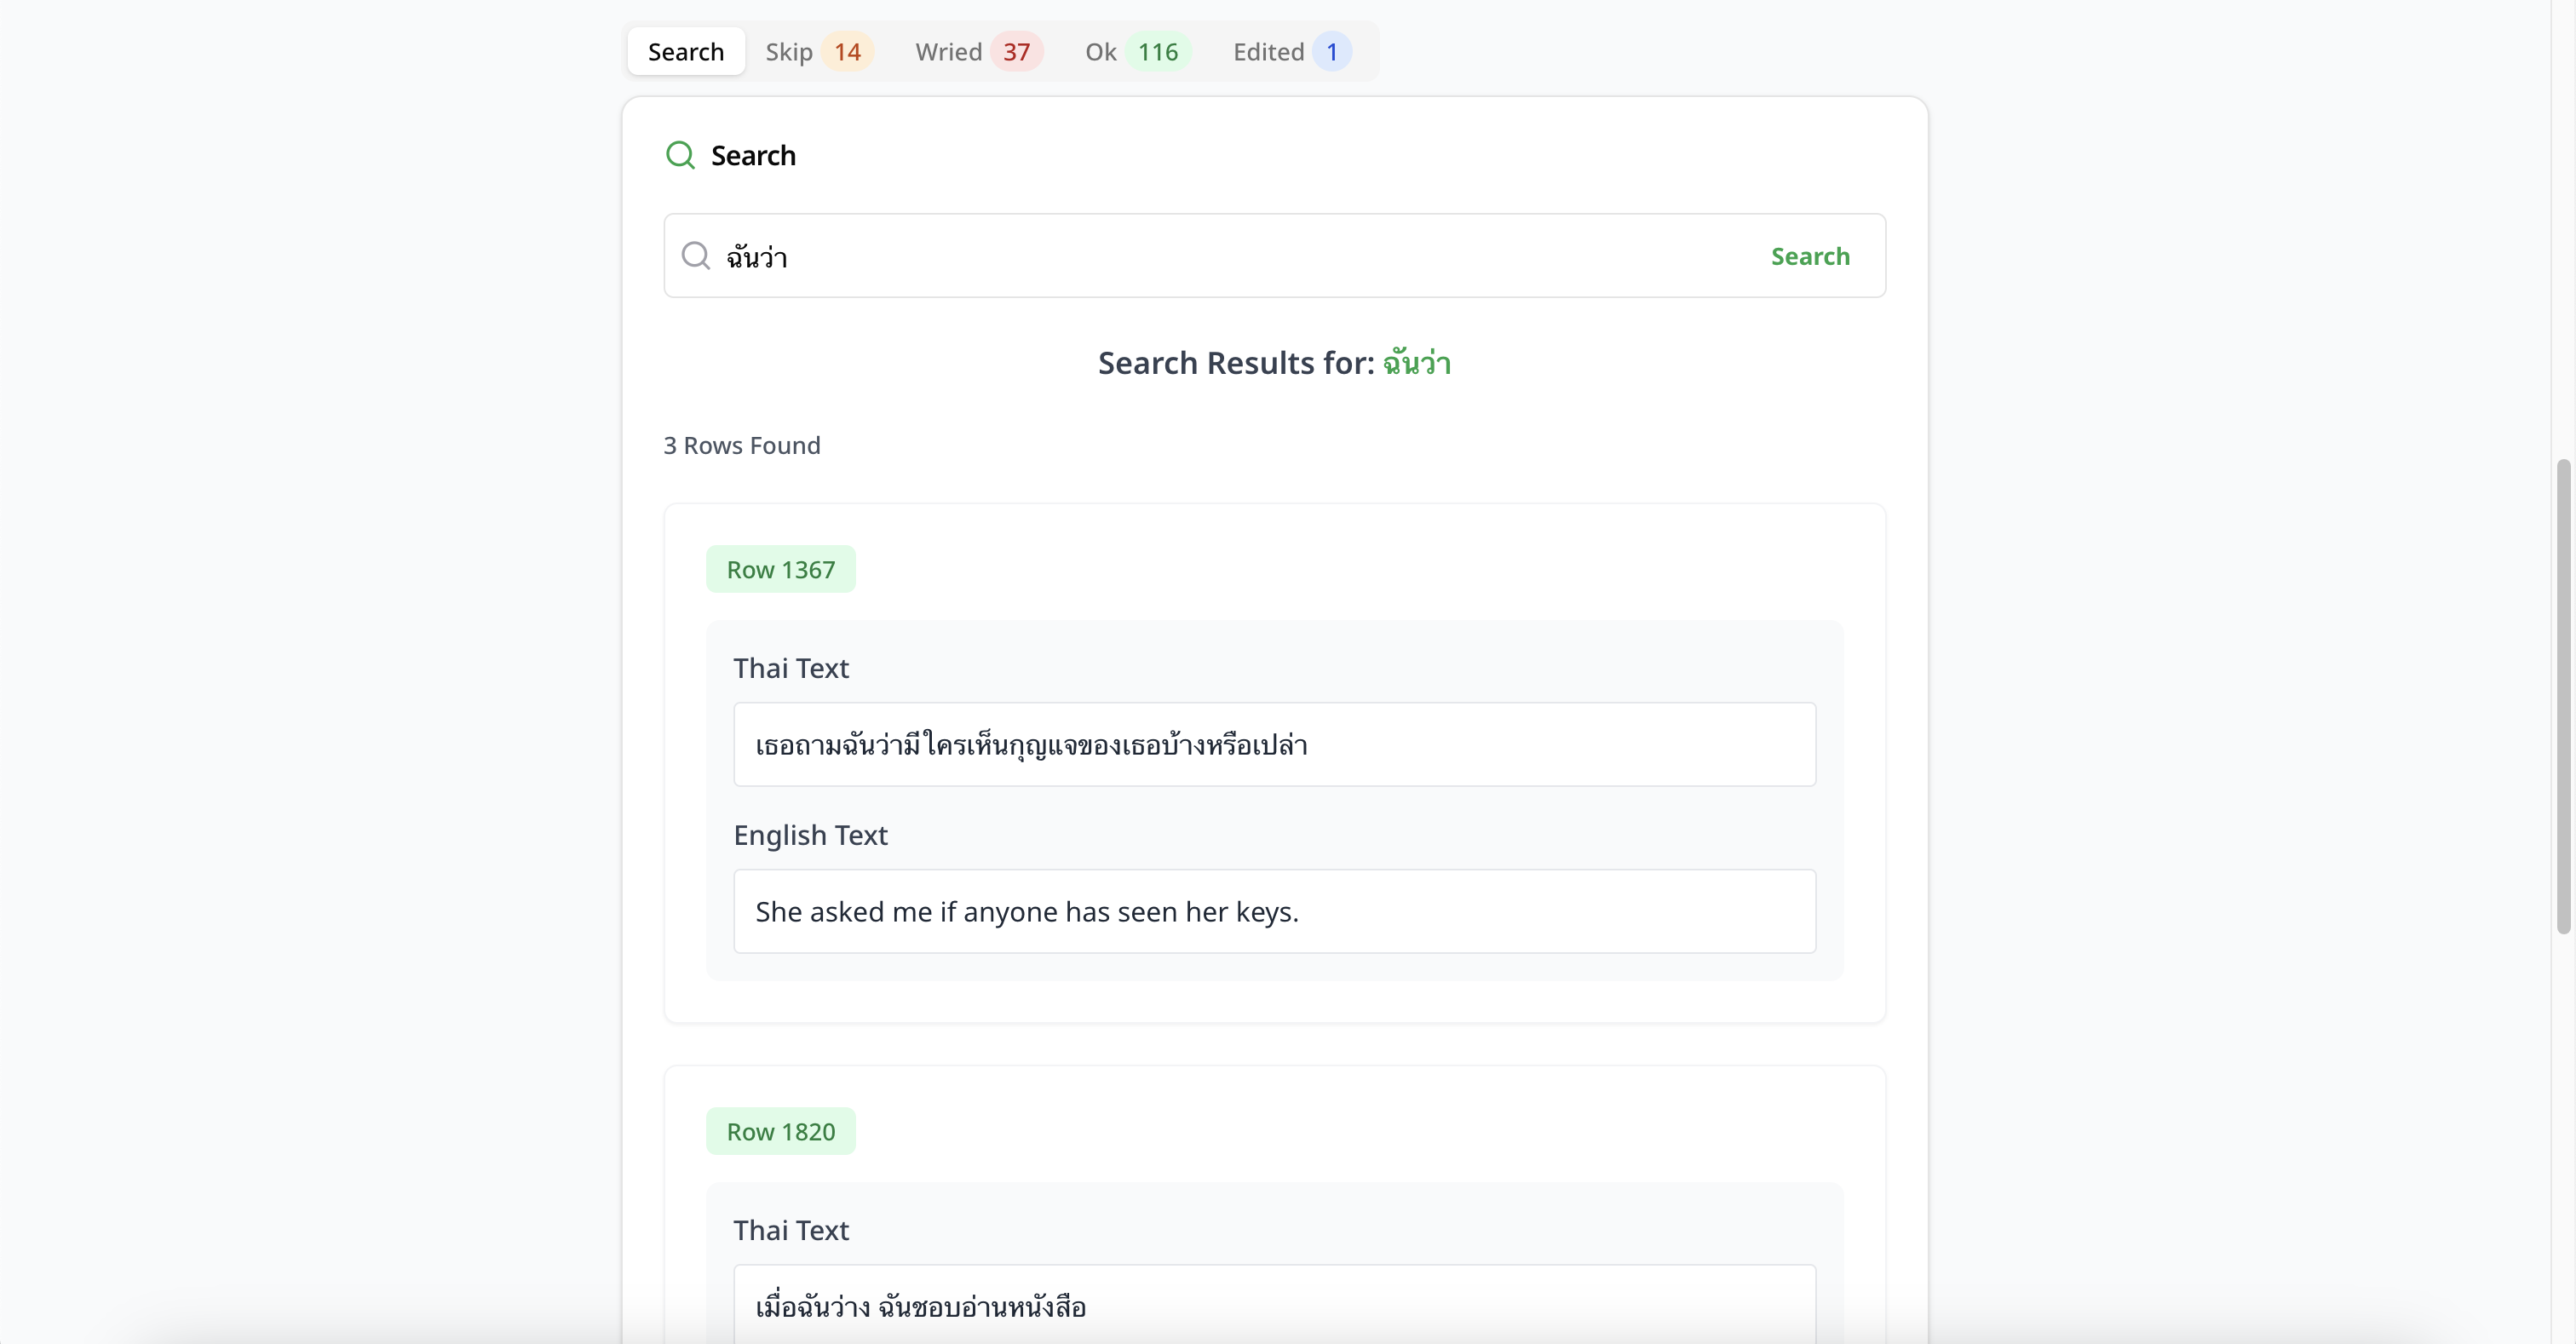 Search Skip 14 Wried 37 Ok 116 Edited 1
Search
ฉันว่า Search
Search Results for: ฉันว่า
3 Rows Found
Row 1367
Thai Text
เธอถามฉันว่ามีใครเห็นกุญแจของเธอบ้างหรือเปล่า
English Text
She asked me if anyone has seen her keys.
Row 1820
Thai Text
เมื่อฉันว่าง ฉันชอบอ่านหนังสือ